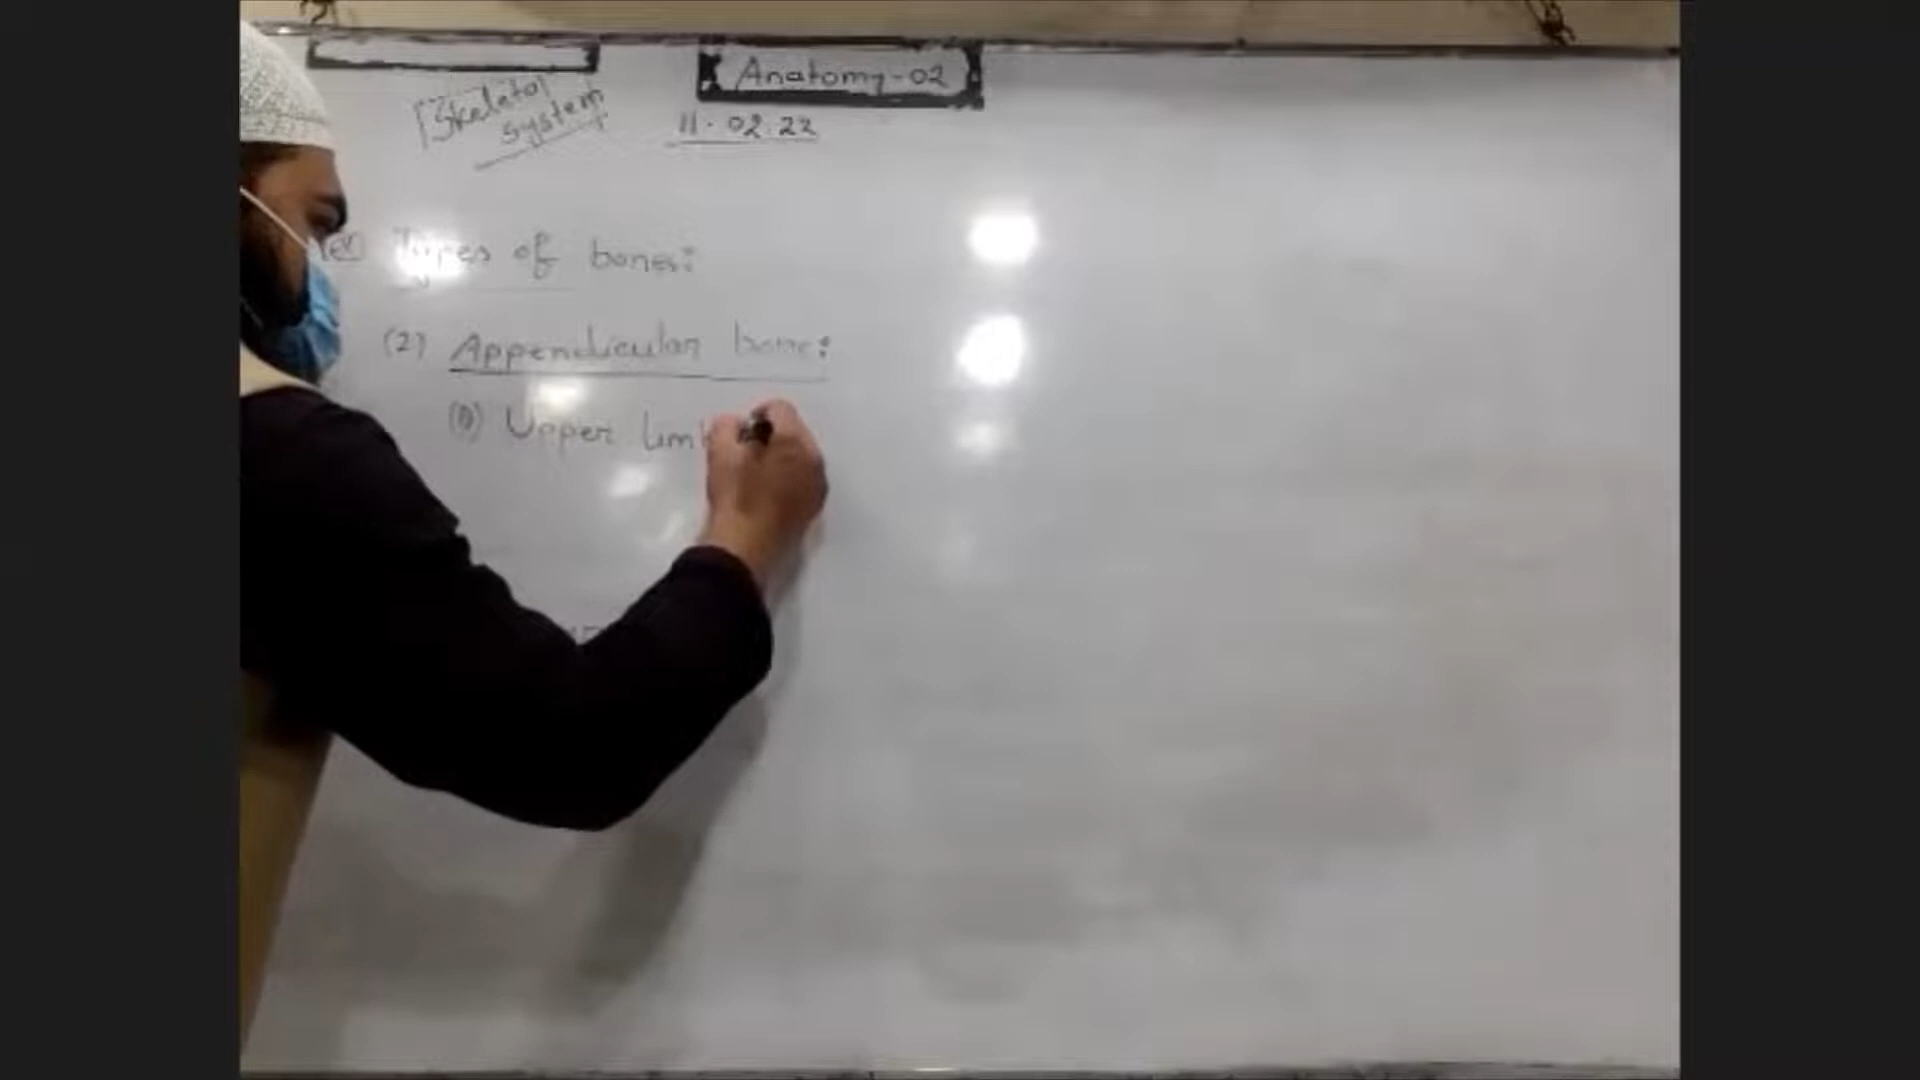 Anatomy-02
Skeletal
system
11.02.22
Types of bones:
(2) Appendicular bone:
Upper limb